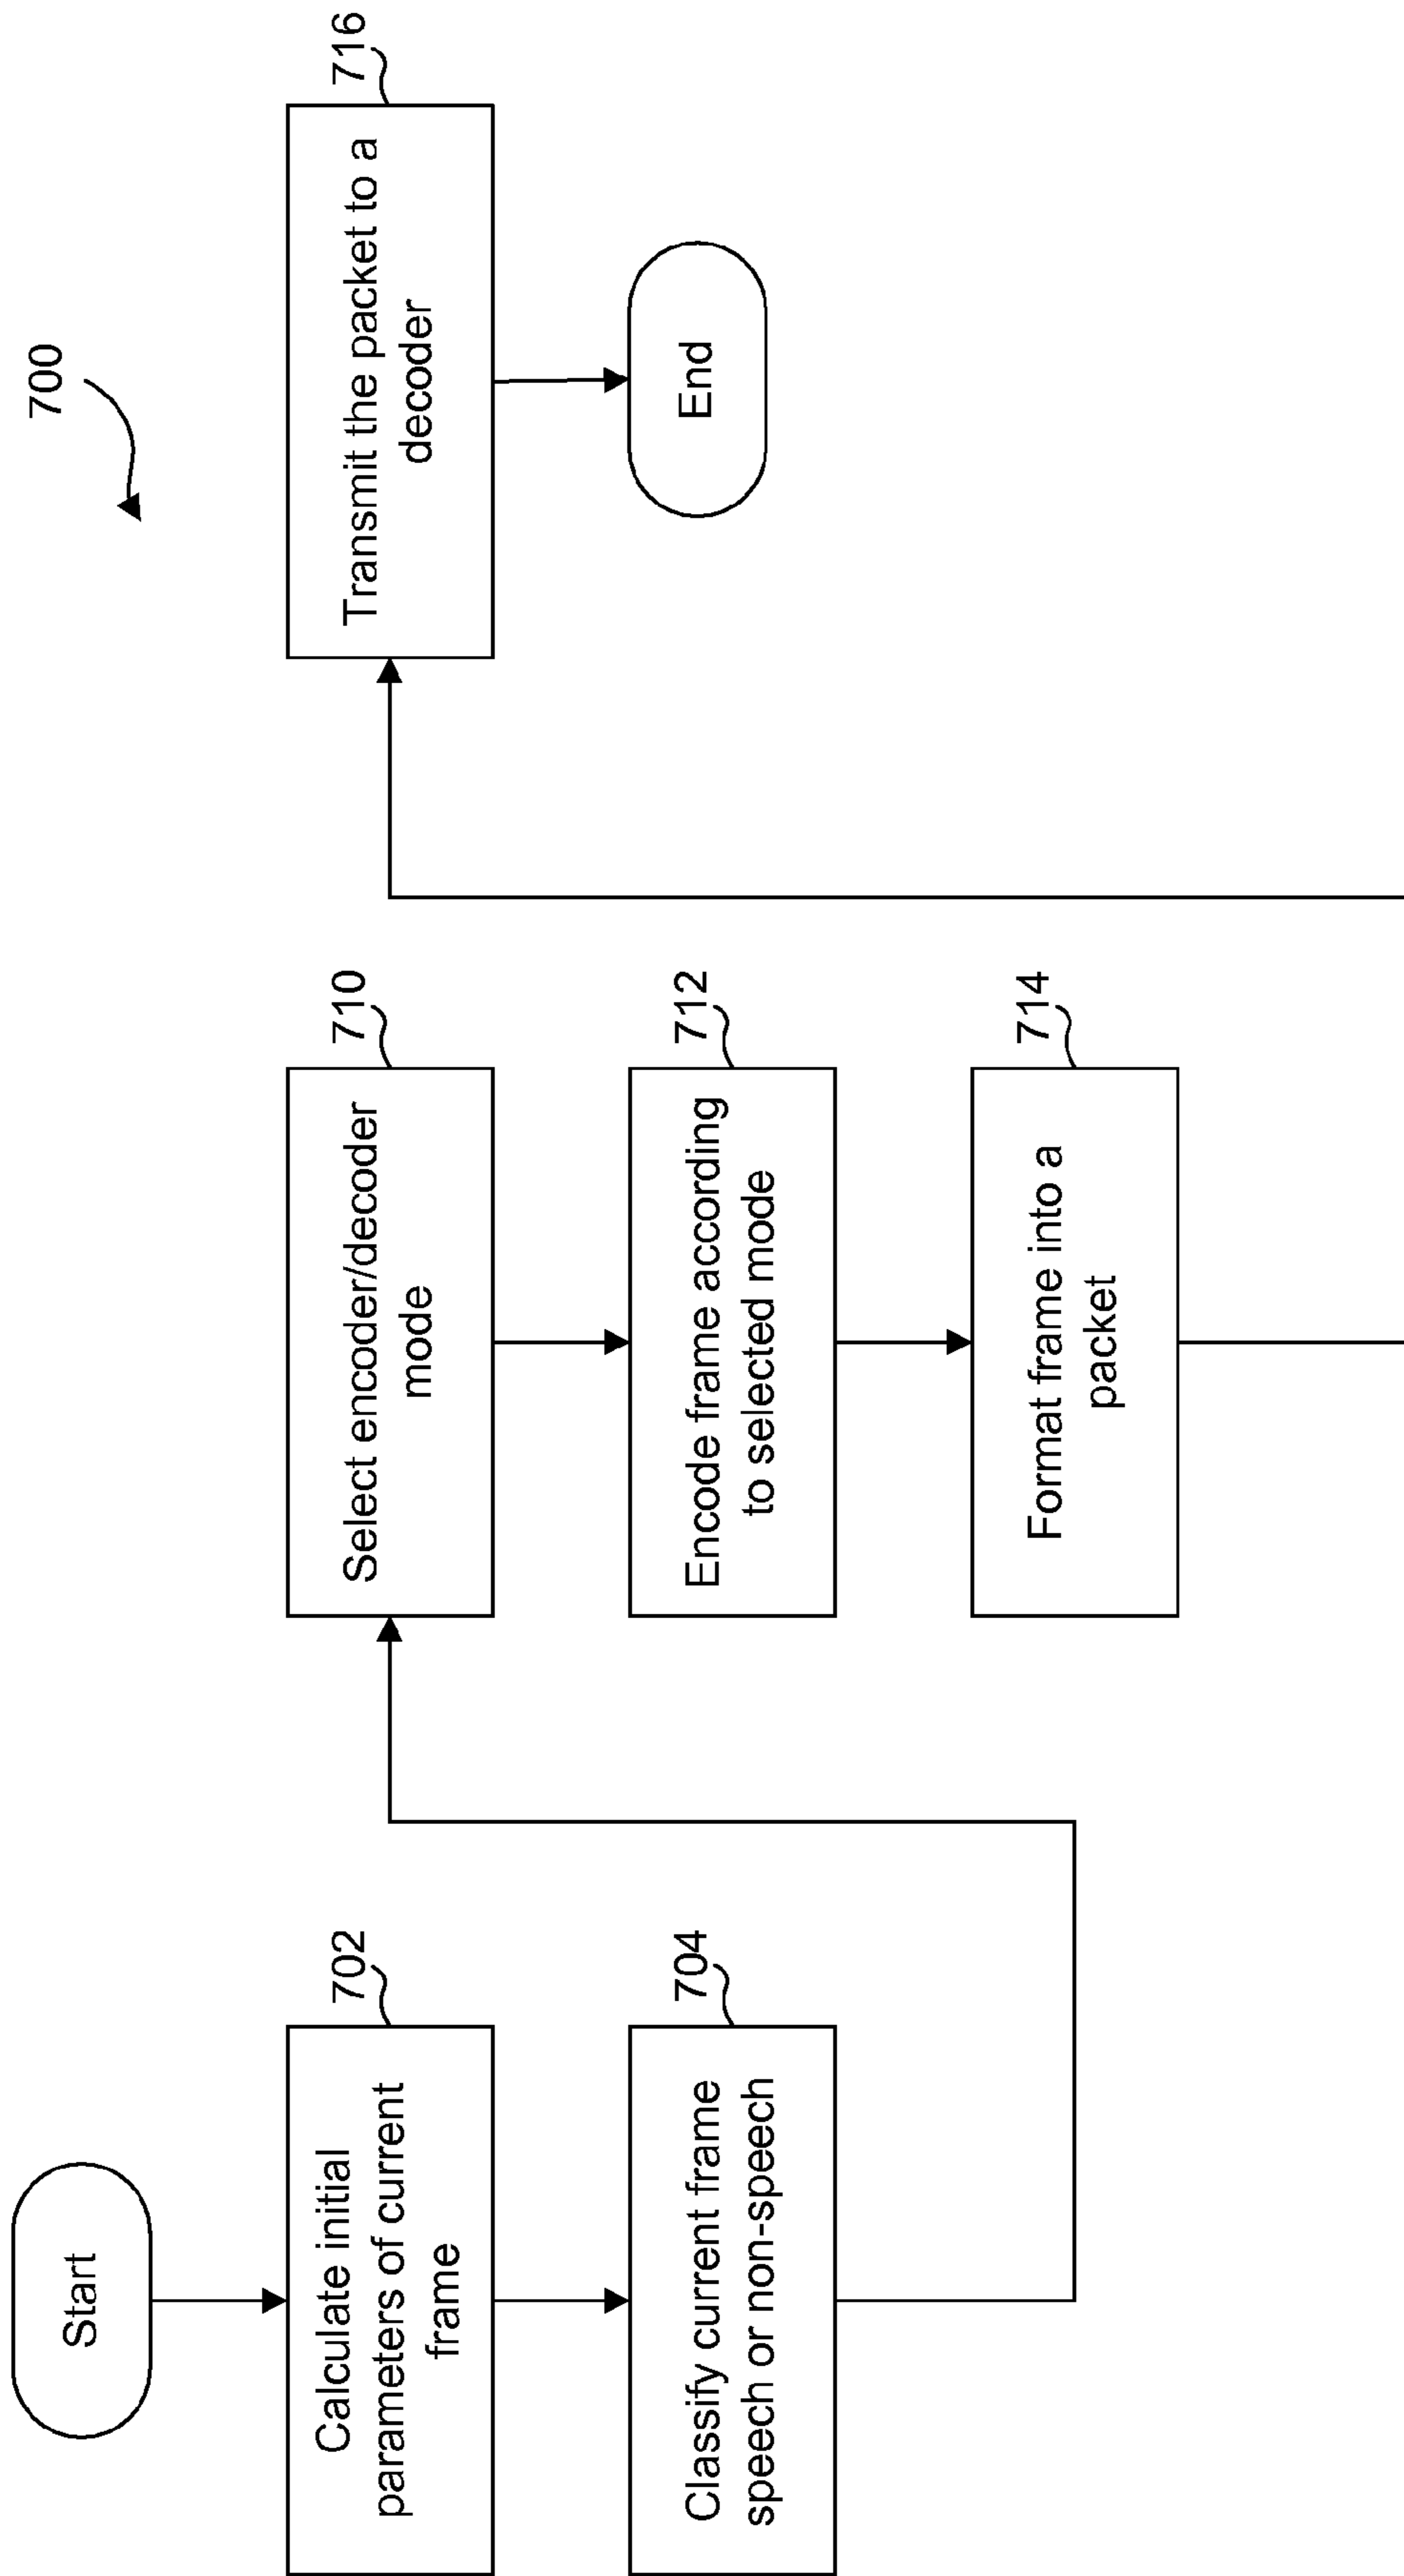 700
Start
702
Calculate initial
parameters of current
frame
704
Classify current frame
speech or non-speech
710
Select encoder/decoder
mode
712
Encode frame according
to selected mode
714
Format frame into a
packet
716
Transmit the packet to a
decoder
End